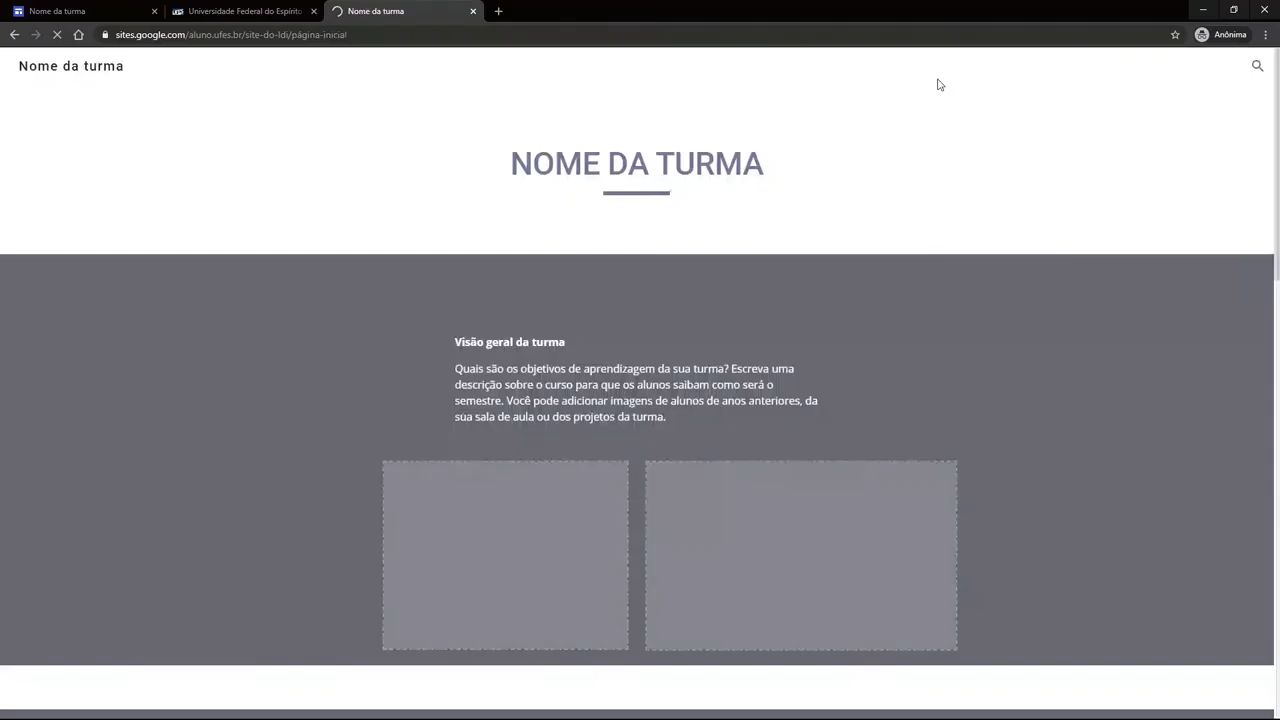 Nome da turma
Universidade Federal do Espírito
Nome da turma
sites.google.com/aluno.ufes.br/site-do-ldi/página-inicial
Anônima
Nome da turma
NOME DA TURMA
Visão geral da turma
Quais são os objetivos de aprendizagem da sua turma? Escreva uma
descrição sobre o curso para que os alunos saibam como será o
semestre. Você pode adicionar imagens de alunos de anos anteriores, da
sua sala de aula ou dos projetos da turma.